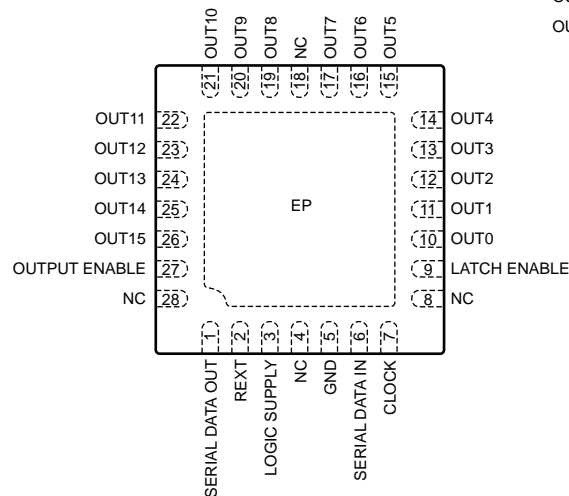 OUT10
OUT9
OUT8
NC
OUT7
OUT6
OUT5
21
20
19
18
17
16
15
OUT11 22
OUT12 23
OUT13 24
OUT14 25
OUT15 26
OUTPUT ENABLE 27
NC 28
EP
14 OUT4
13 OUT3
12 OUT2
11 OUT1
10 OUT0
9 LATCH ENABLE
8 NC
1
2
3
4
5
6
7
SERIAL DATA OUT
REXT
LOGIC SUPPLY
NC
GND
SERIAL DATA IN
CLOCK